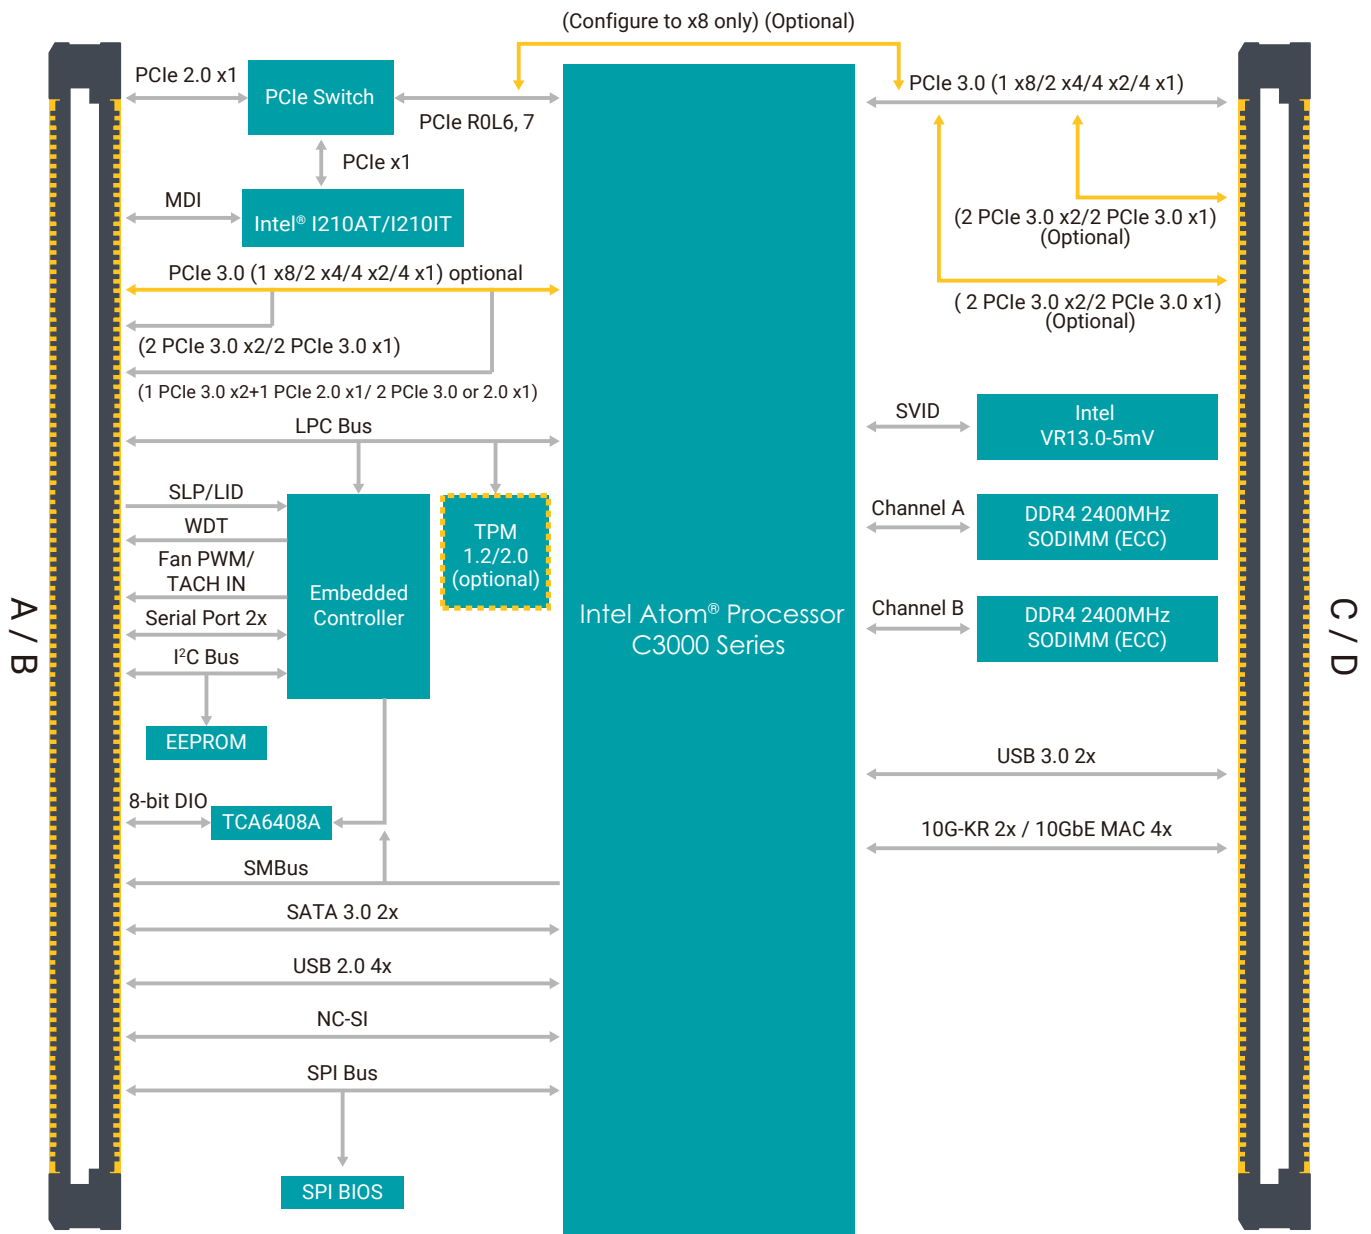 (Configure to x8 only) (Optional)
PCIe 2.0 x1
PCIe Switch
PCIe R0L6, 7
PCIe x1
MDI
Intel® I210AT/I210IT
PCIe 3.0 (1 x8/2 x4/4 x2/4 x1) optional
(2 PCIe 3.0 x2/2 PCIe 3.0 x1)
(1 PCIe 3.0 x2+1 PCIe 2.0 x1/ 2 PCIe 3.0 or 2.0 x1)
LPC Bus
SLP/LID
WDT
Fan PWM/
TACH IN
Serial Port 2x
I²C Bus
Embedded
Controller
TPM
1.2/2.0
(optional)
EEPROM
8-bit DIO
TCA6408A
SMBus
SATA 3.0 2x
USB 2.0 4x
NC-SI
SPI Bus
SPI BIOS
A / B
Intel Atom® Processor
C3000 Series
PCIe 3.0 (1 x8/2 x4/4 x2/4 x1)
(2 PCIe 3.0 x2/2 PCIe 3.0 x1)
(Optional)
( 2 PCIe 3.0 x2/2 PCIe 3.0 x1)
(Optional)
SVID
Intel
VR13.0-5mV
Channel A
DDR4 2400MHz
SODIMM (ECC)
Channel B
DDR4 2400MHz
SODIMM (ECC)
USB 3.0 2x
10G-KR 2x / 10GbE MAC 4x
C / D